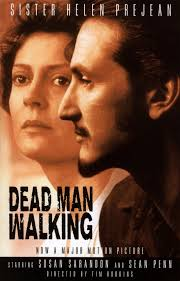 SISTER HELEN PREJEAN
DEAD MAN
WALKING
NOW A MAJOR MOTION PICTURE
STARRING SUSAN SARANDON AND SEAN PENN
DIRECTED BY TIM ROBBINS